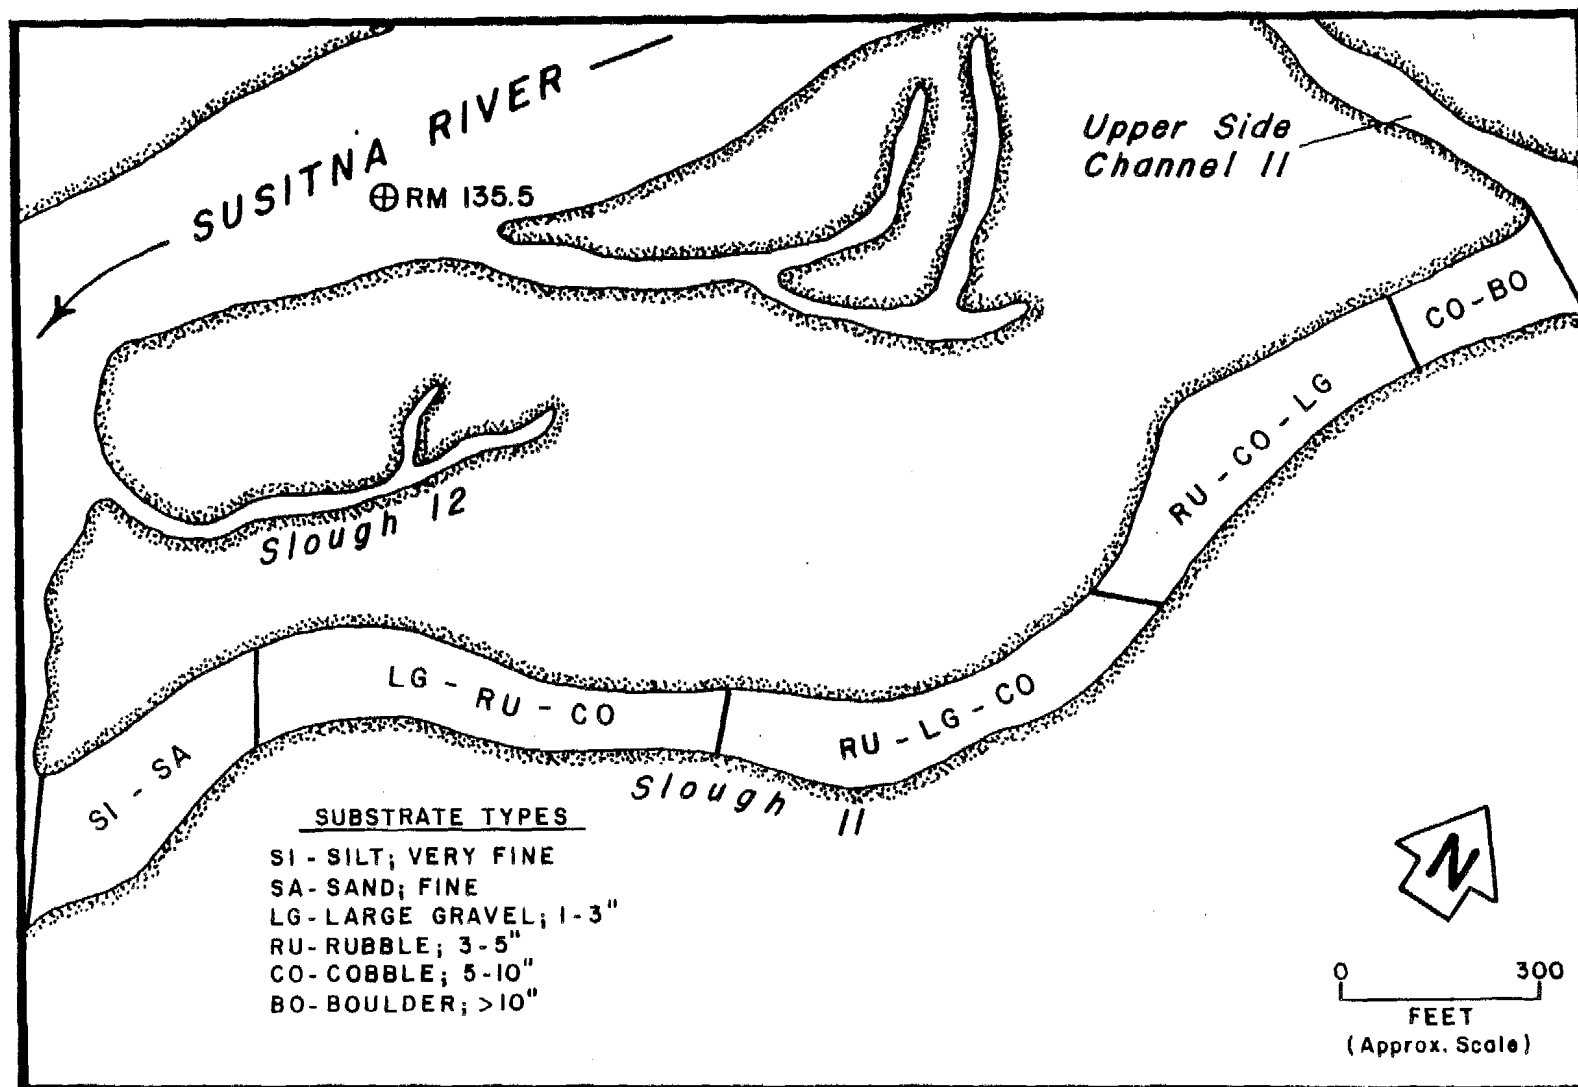 SUSITNA RIVER
⊕ RM 135.5
Upper Side
Channel 11
CO-BO
RU-CO-LG
Slough 12
LG-RU-CO
RU-LG-CO
SI-SA
Slough 11
SUBSTRATE TYPES
SI-SILT; VERY FINE
SA-SAND; FINE
LG-LARGE GRAVEL; 1-3"
RU-RUBBLE; 3-5"
CO-COBBLE; 5-10"
BO-BOULDER; >10"
N
0 300
FEET
(Approx. Scale)